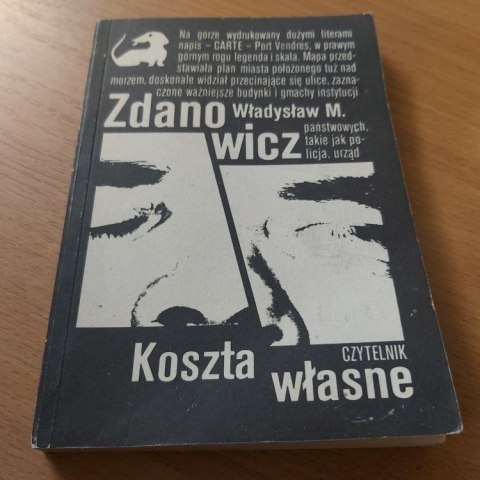 Na górze wydrukowany dużymi literami
napis – CARTE – Port Vendres, w prawym
górnym rogu legenda i skala. Mapa przed-
stawiała plan miasta położonego tuż nad
morzem, doskonale widział przecinające się ulice, zazna-
czone ważniejsze budynki i gmachy instytucji
Zdano Władysław M.
wicz państwowych,
takie jak po-
licja, urząd
Koszta
CZYTELNIK
własne